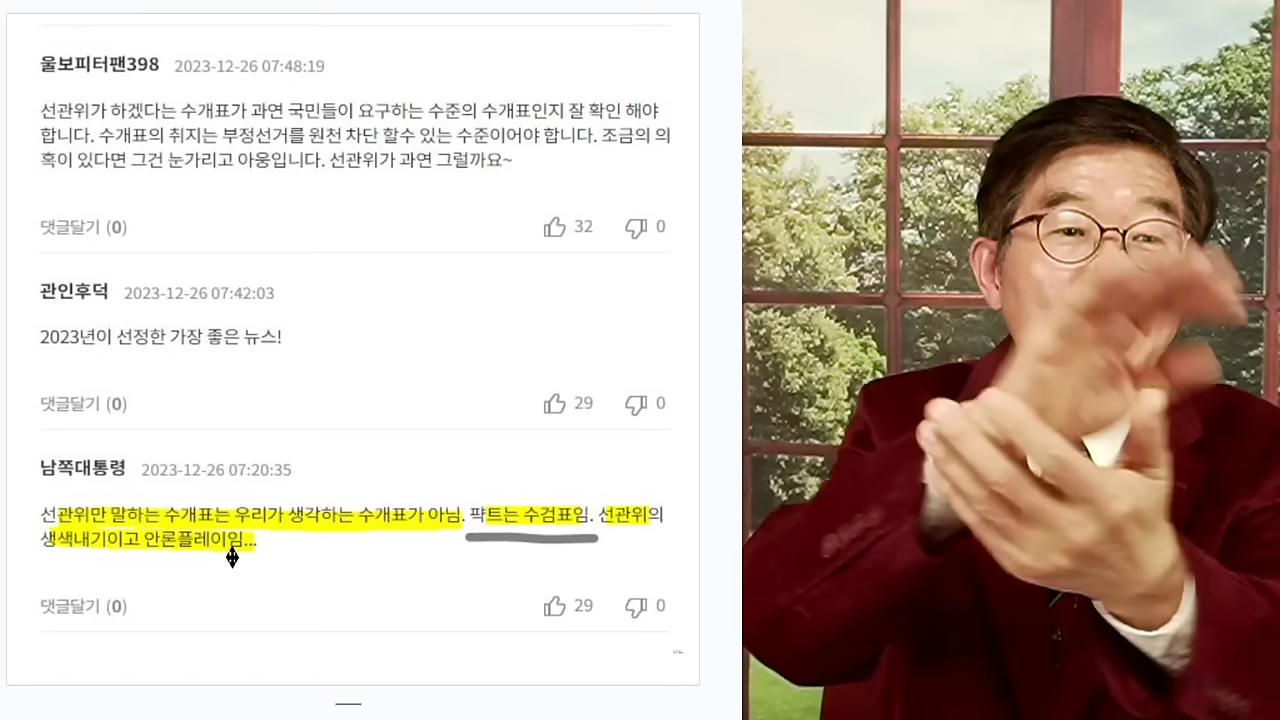 울보피터팬398 2023-12-26 07:48:19
선관위가 하겠다는 수개표가 과연 국민들이 요구하는 수준의 수개표인지 잘 확인 해야
합니다. 수개표의 취지는 부정선거를 원천 차단 할수 있는 수준이어야 합니다. 조금의 의
혹이 있다면 그건 눈가리고 아웅입니다. 선관위가 과연 그럴까요~
댓글달기 (0) 32 0
관인후덕 2023-12-26 07:42:03
2023년이 선정한 가장 좋은 뉴스!
댓글달기 (0) 29 0
남쪽대통령 2023-12-26 07:20:35
선관위만 말하는 수개표는 우리가 생각하는 수개표가 아님. 퍅트는 수검표임. 선관위의
생색내기이고 안론플레이임...
댓글달기 (0) 29 0